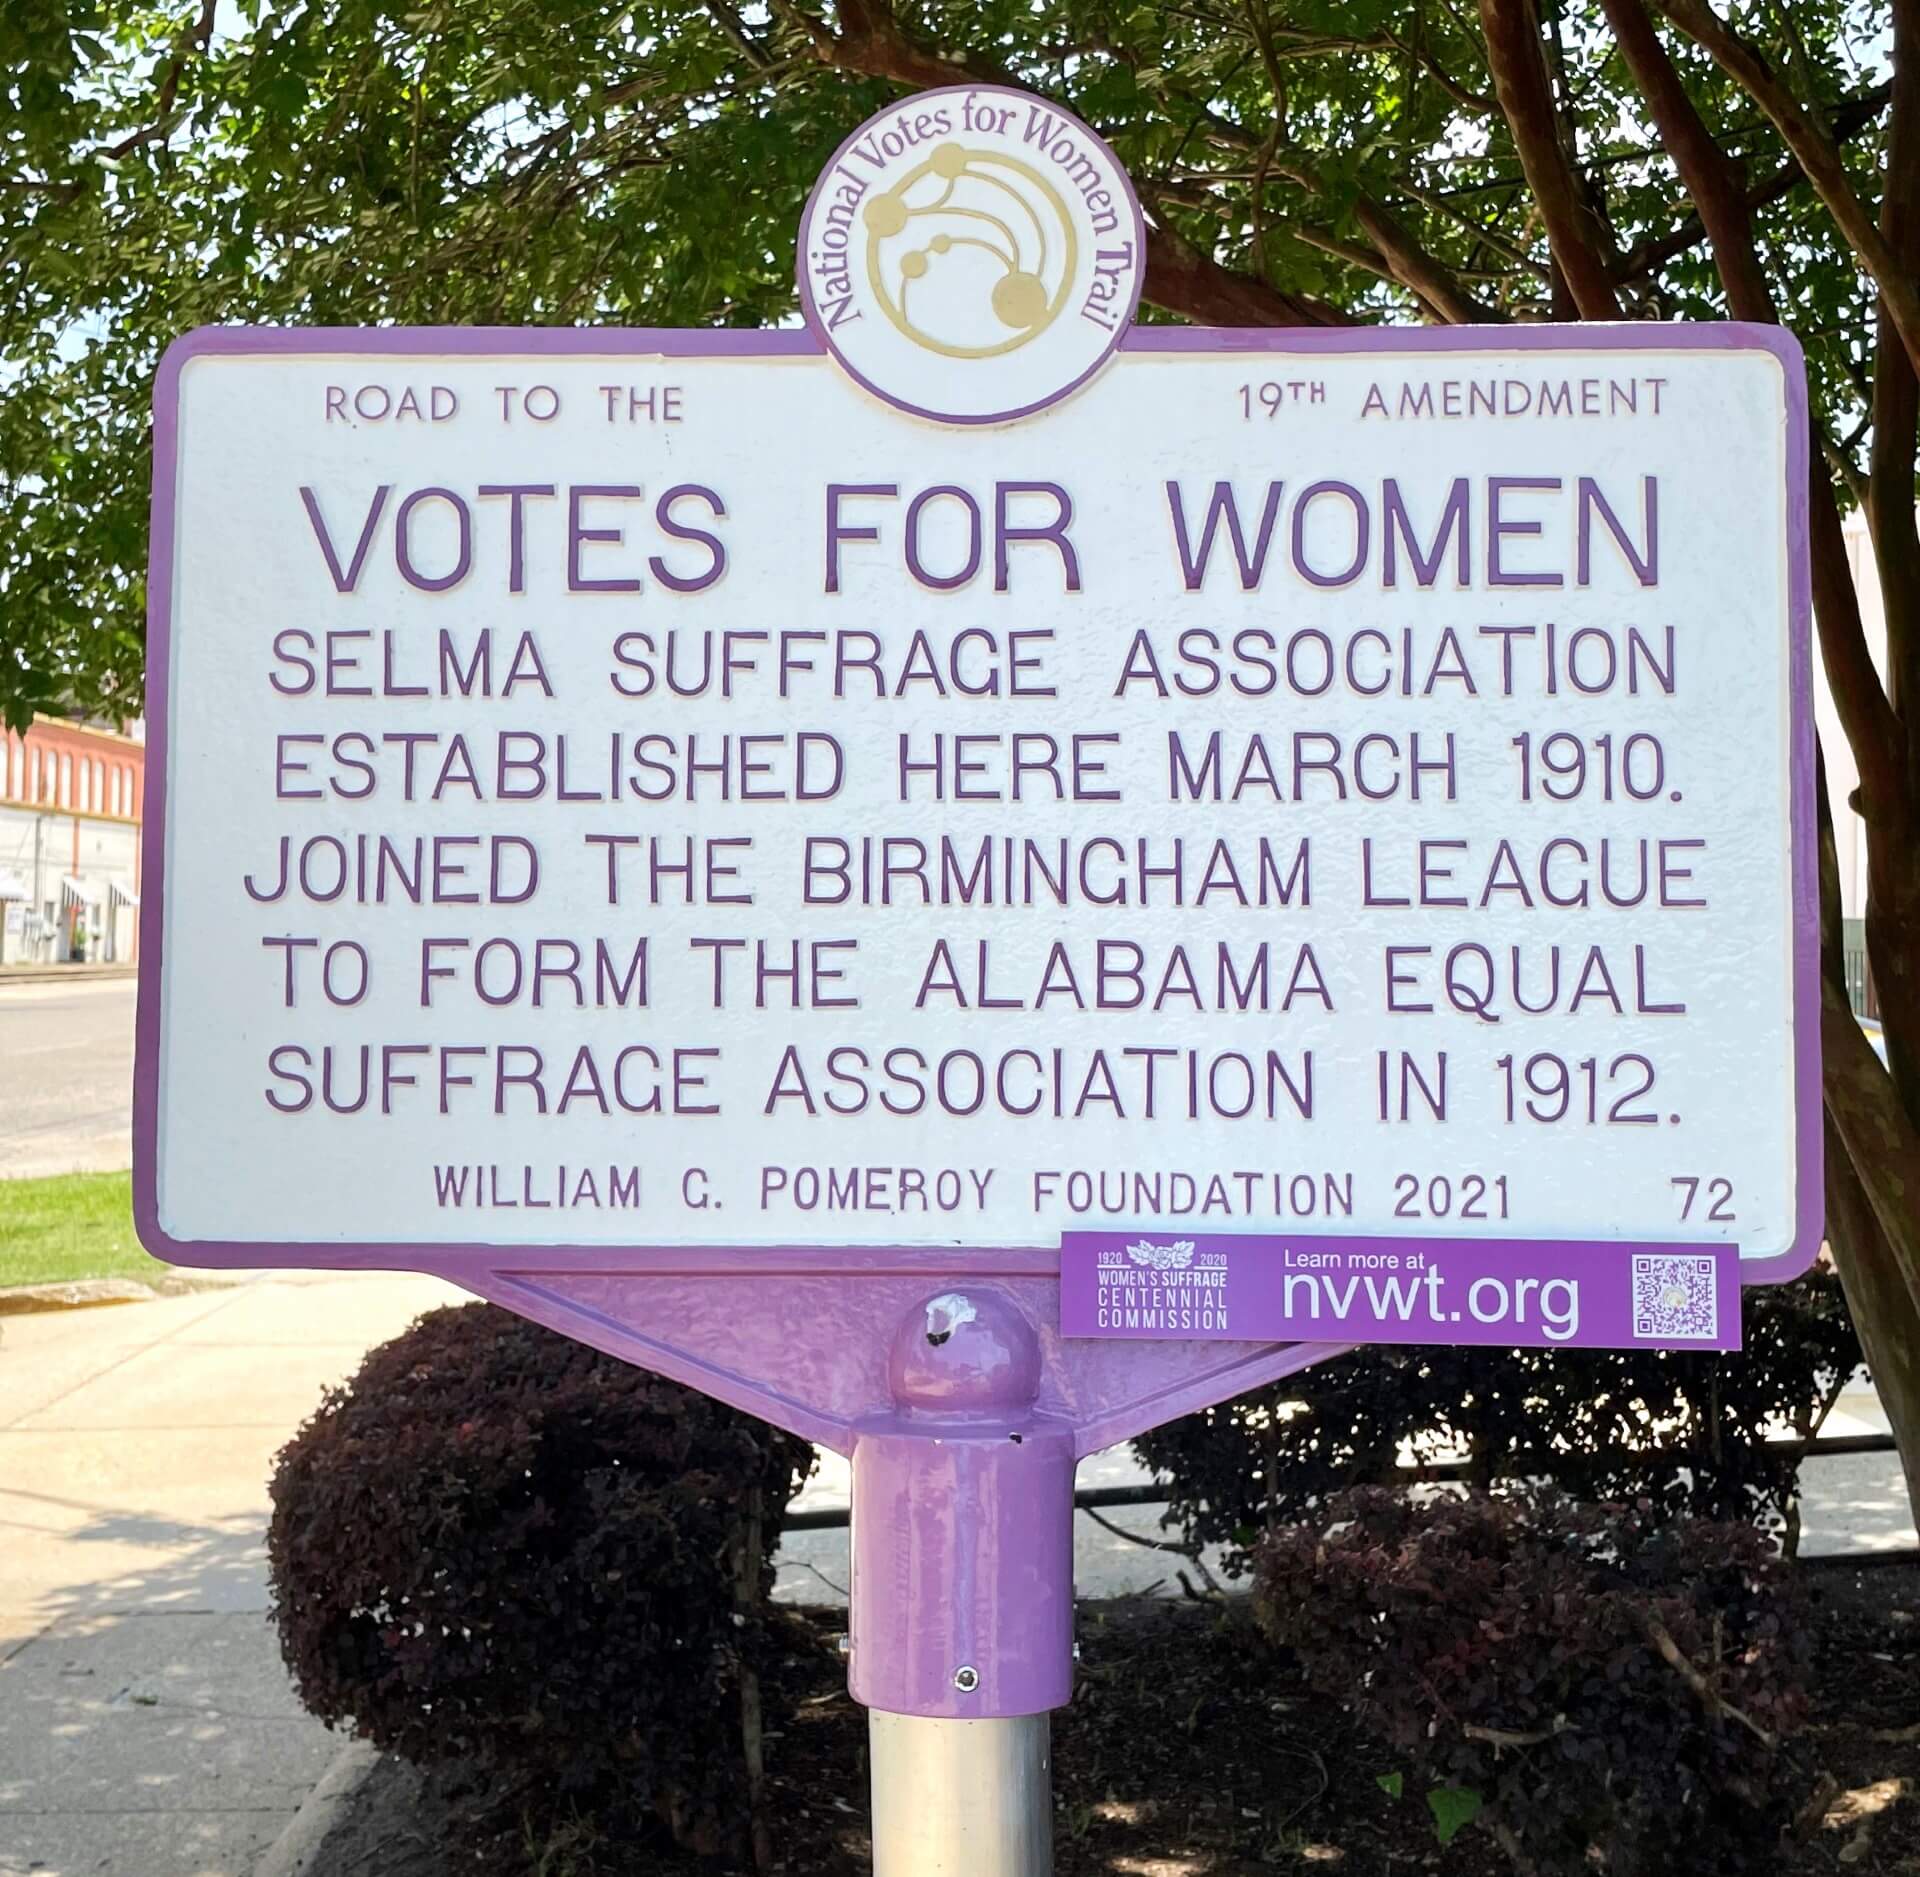 National Votes for Women Trail
ROAD TO THE 19TH AMENDMENT
VOTES FOR WOMEN
SELMA SUFFRAGE ASSOCIATION
ESTABLISHED HERE MARCH 1910.
JOINED THE BIRMINGHAM LEAGUE
TO FORM THE ALABAMA EQUAL
SUFFRAGE ASSOCIATION IN 1912.
WILLIAM G. POMEROY FOUNDATION 2021 72
1920 2020
WOMEN'S SUFFRAGE
CENTENNIAL
COMMISSION
Learn more at
nvwt.org